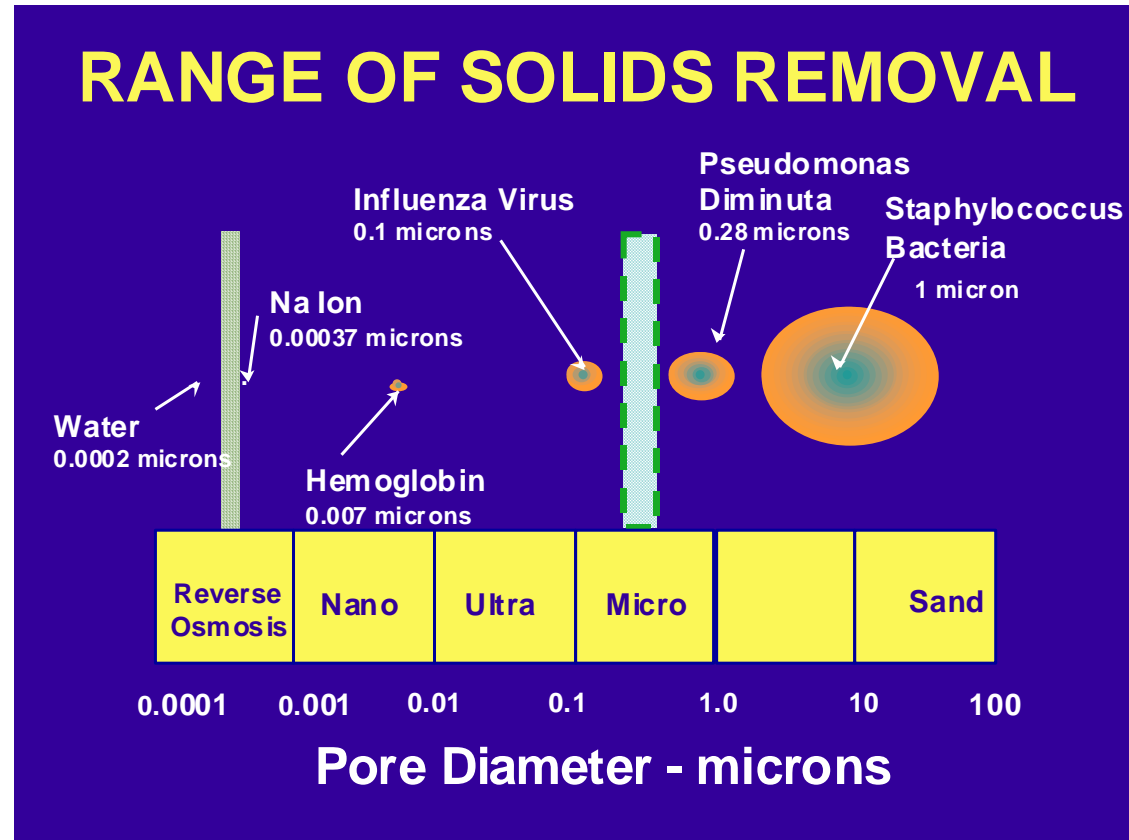 RANGE OF SOLIDS REMOVAL
Pseudomonas
Diminuta
0.28 microns
Influenza Virus
0.1 microns
Staphylococcus
Bacteria
1 micron
Na Ion
0.00037 microns
Water
0.0002 microns
Hemoglobin
0.007 microns
Reverse
Osmosis
Nano
Ultra
Micro
Sand
0.0001 0.001 0.01 0.1 1.0 10 100
Pore Diameter - microns